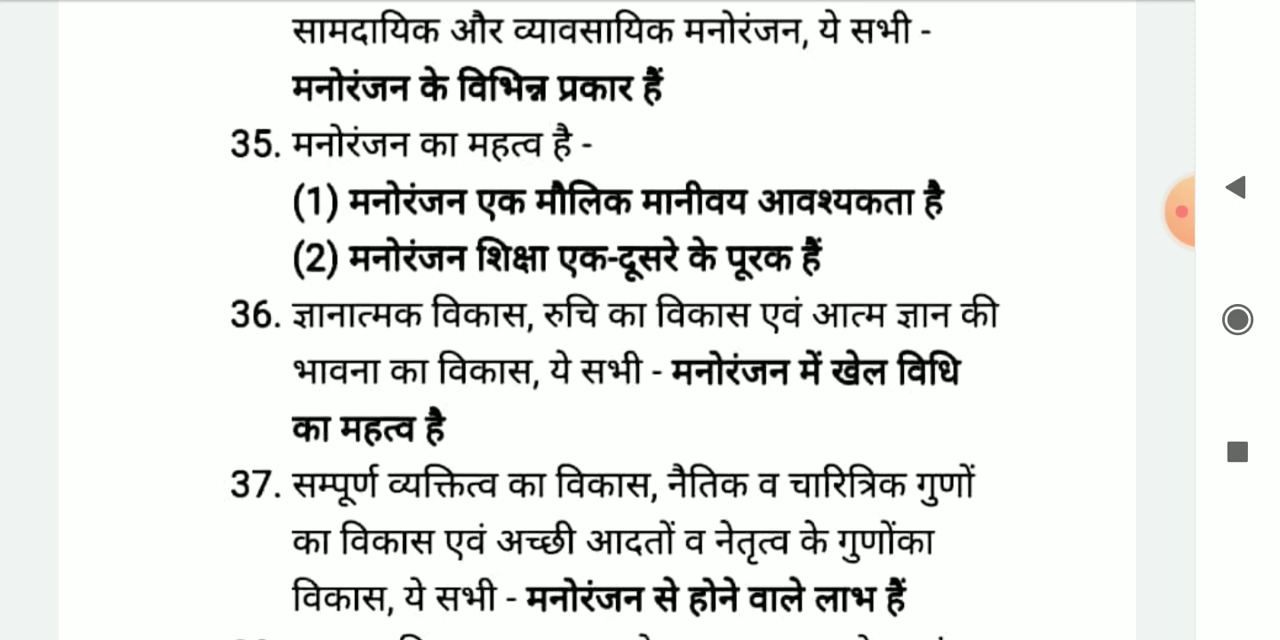 सामदायिक और व्यावसायिक मनोरंजन, ये सभी -
मनोरंजन के विभिन्न प्रकार हैं
35. मनोरंजन का महत्व है -
(1) मनोरंजन एक मौलिक मानीवय आवश्यकता है
(2) मनोरंजन शिक्षा एक-दूसरे के पूरक हैं
36. ज्ञानात्मक विकास, रुचि का विकास एवं आत्म ज्ञान की
भावना का विकास, ये सभी - मनोरंजन में खेल विधि
का महत्व है
37. सम्पूर्ण व्यक्तित्व का विकास, नैतिक व चारित्रिक गुणों
का विकास एवं अच्छी आदतों व नेतृत्व के गुणोंका
विकास, ये सभी - मनोरंजन से होने वाले लाभ हैं